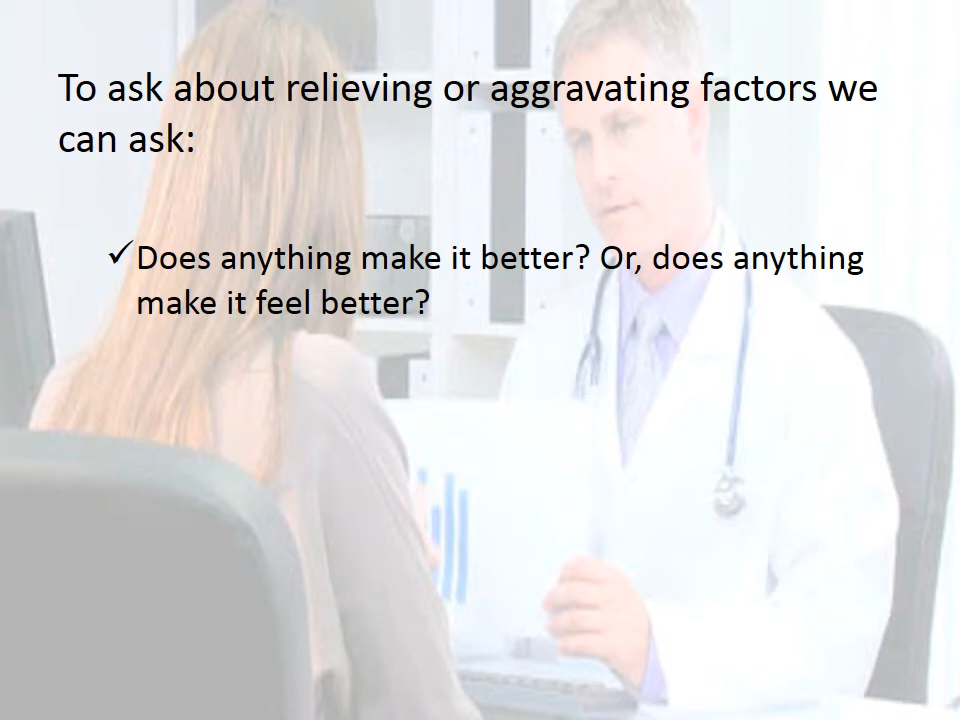 To ask about relieving or aggravating factors we
can ask:
✓Does anything make it better? Or, does anything
make it feel better?